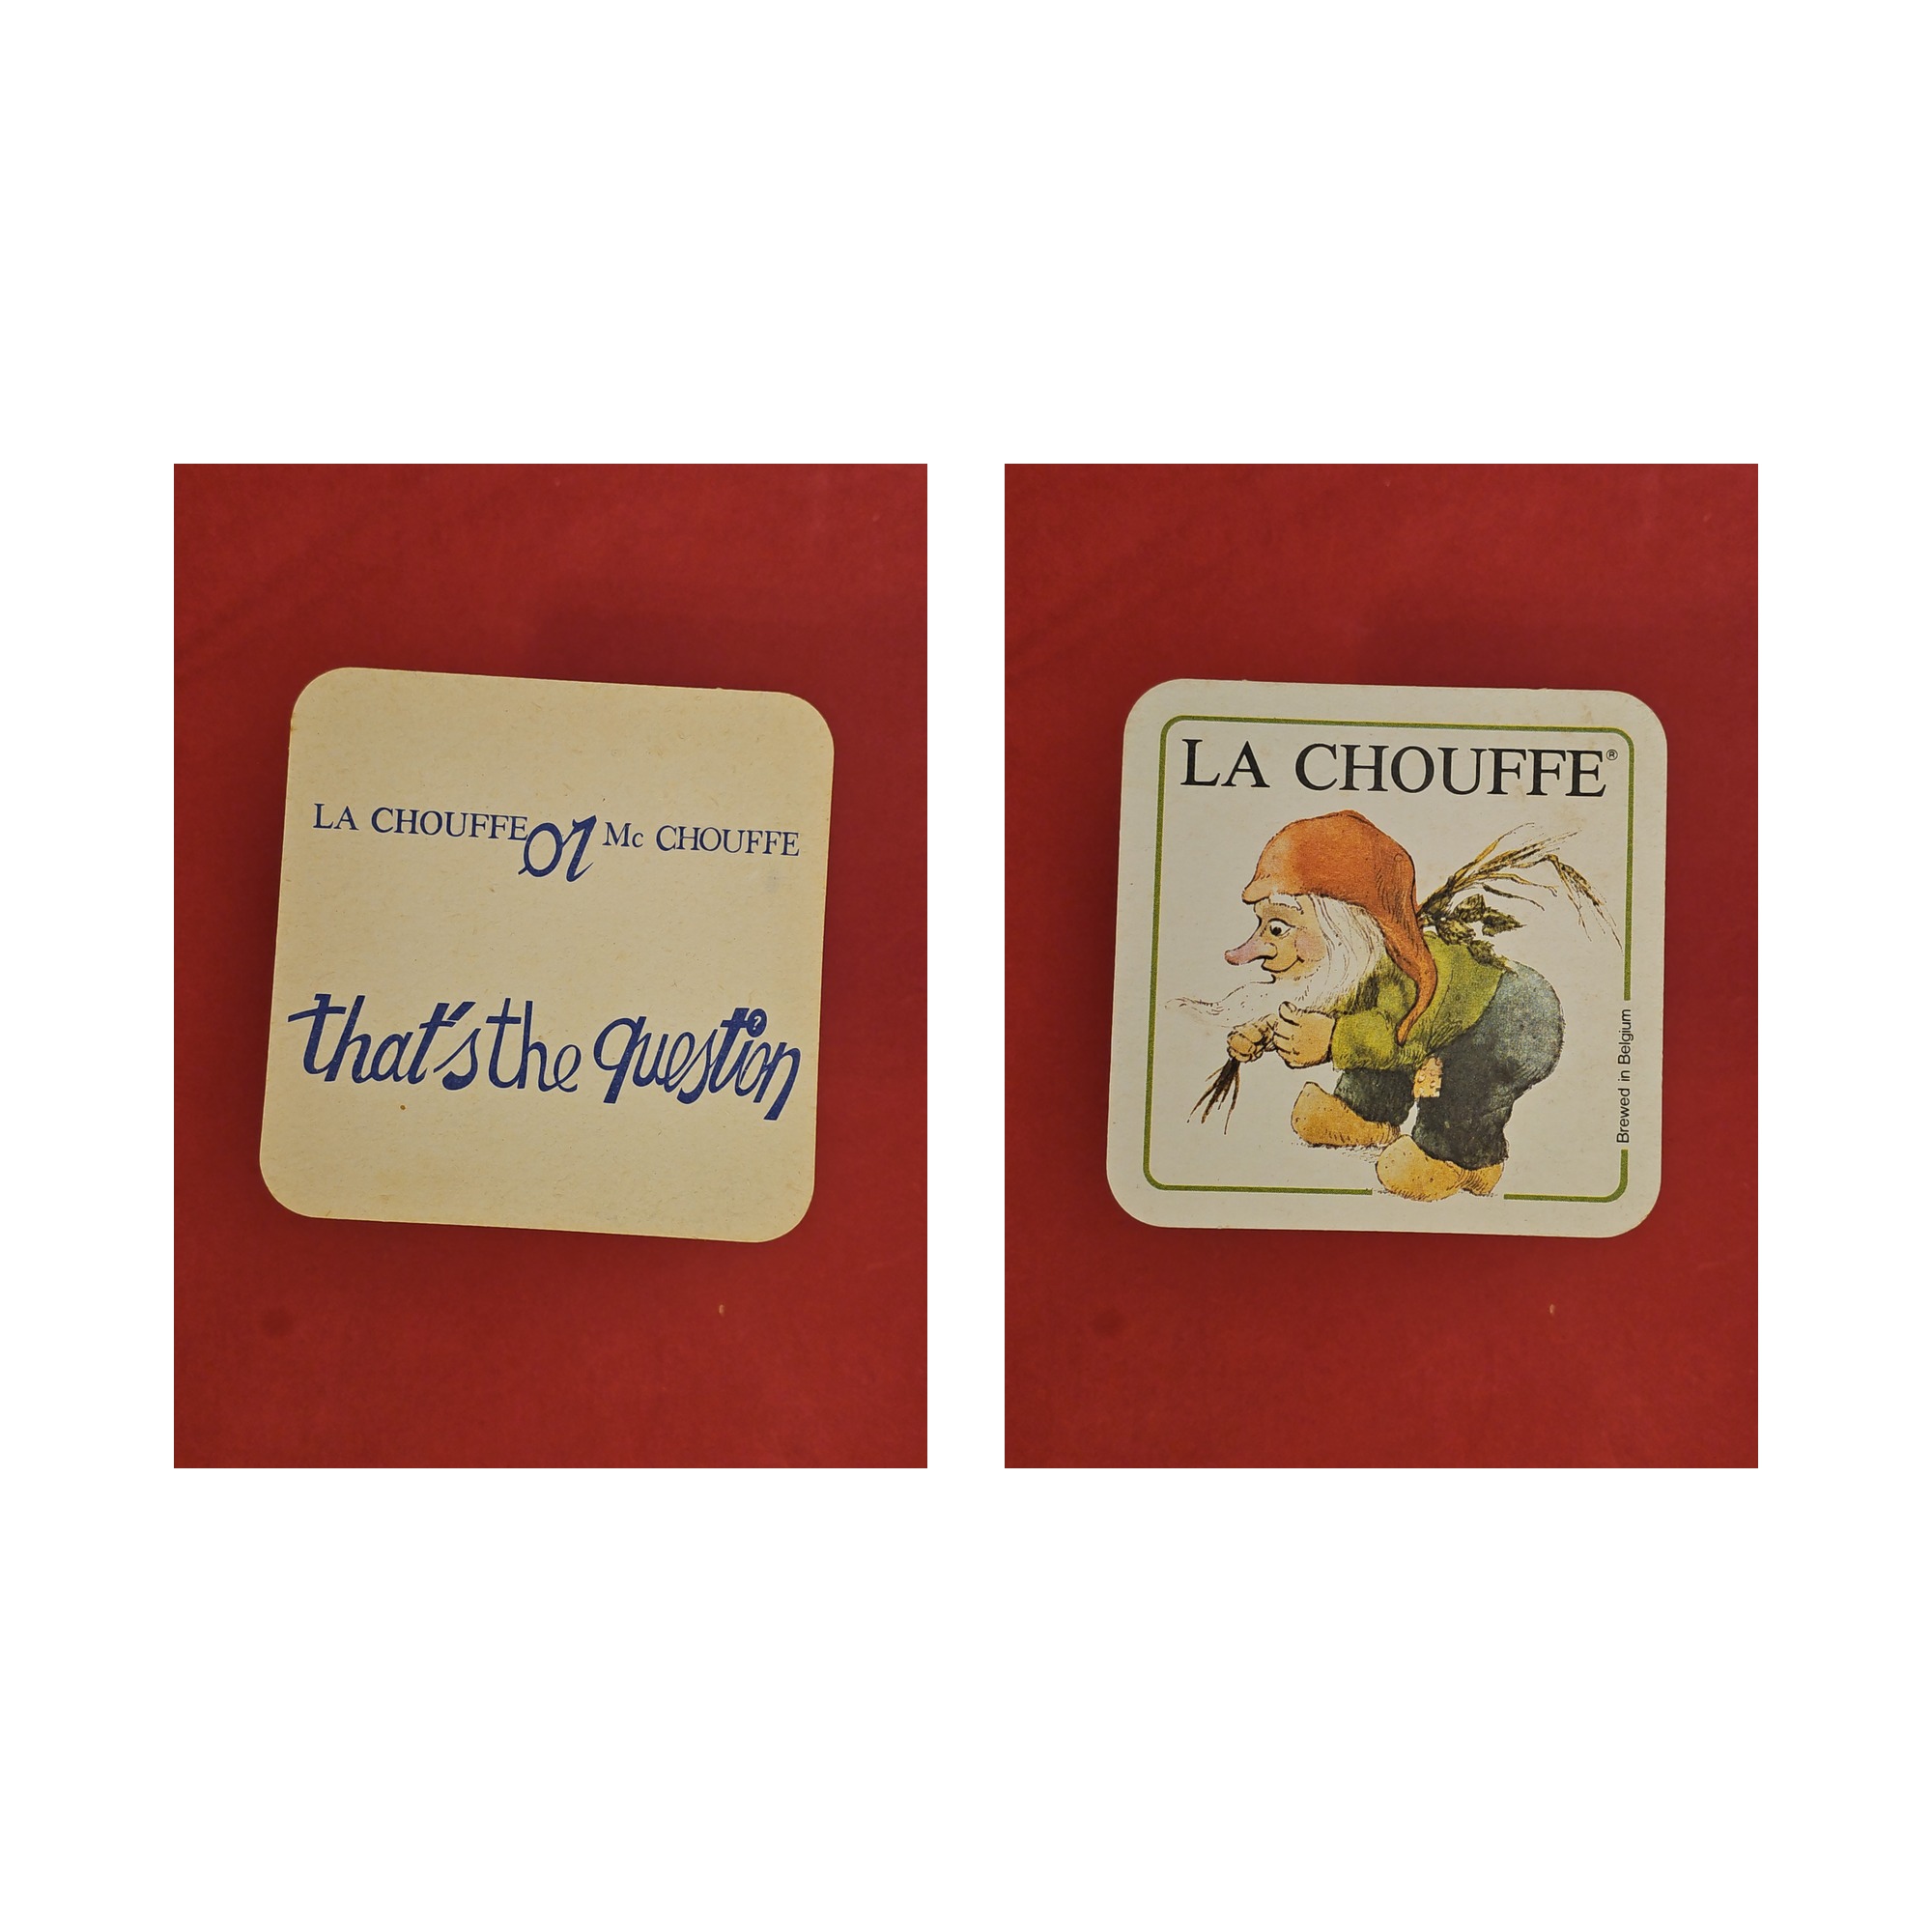 LA CHOUFFE or Mc CHOUFFE
that's the question
?
LA CHOUFFE®
Brewed in Belgium